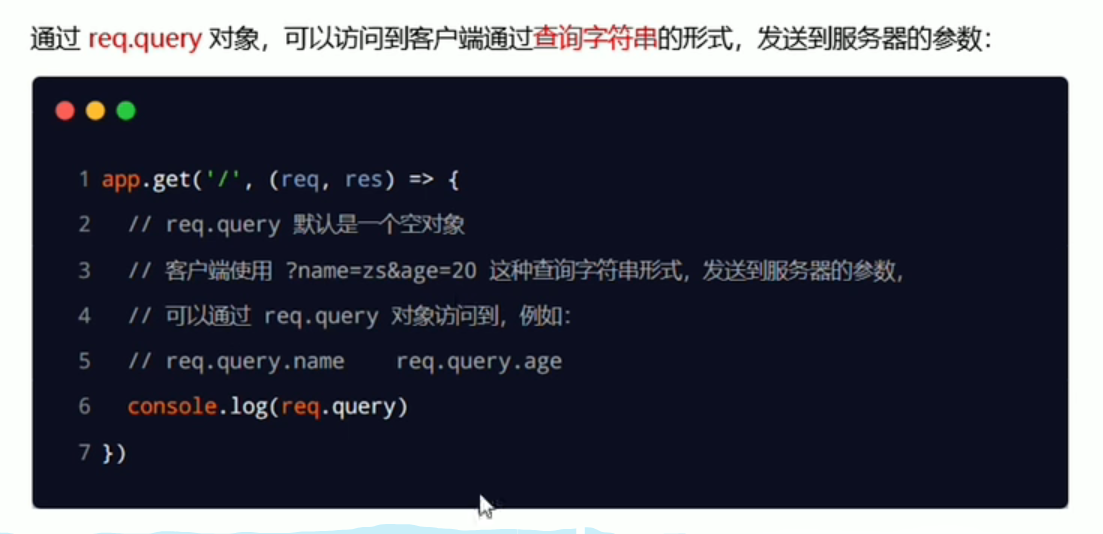 通过 req.query 对象，可以访问到客户端通过查询字符串的形式，发送到服务器的参数：
1 app.get('/', (req, res) => {
2 // req.query 默认是一个空对象
3 // 客户端使用 ?name=zs&age=20 这种查询字符串形式，发送到服务器的参数，
4 // 可以通过 req.query 对象访问到，例如：
5 // req.query.name    req.query.age
6 console.log(req.query)
7 })